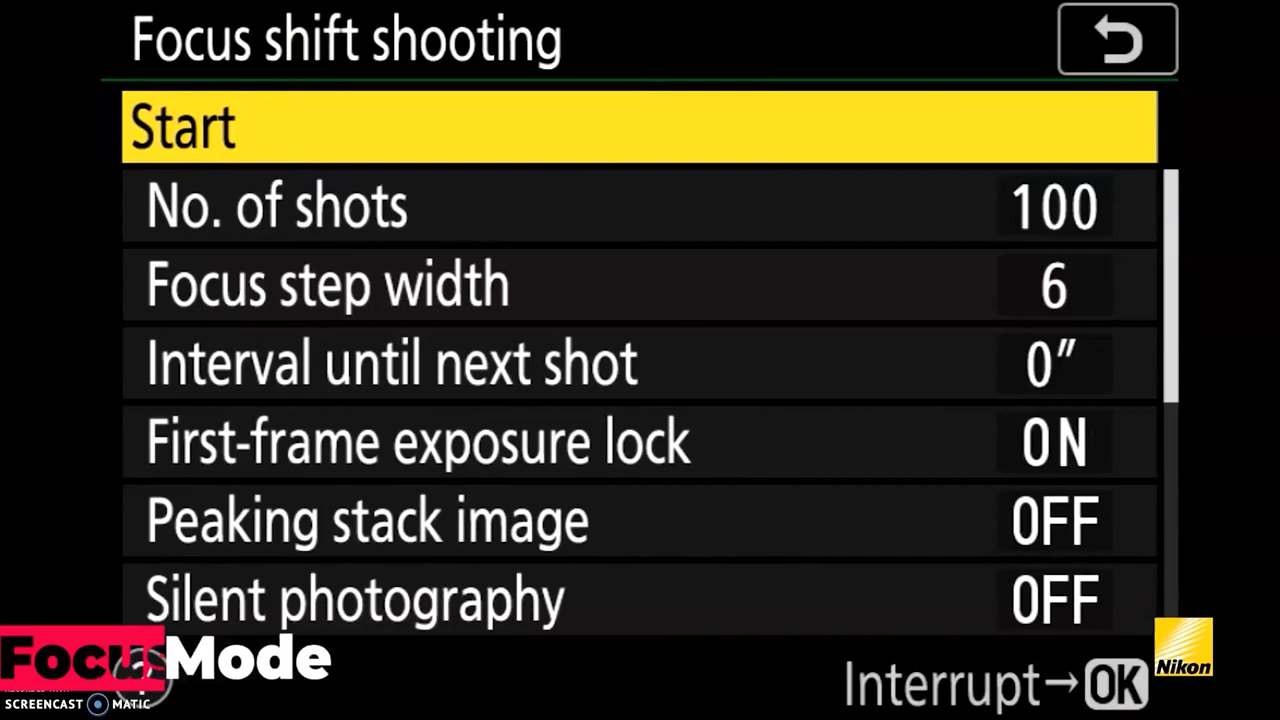 Focus shift shooting
Start
No. of shots 100
Focus step width 6
Interval until next shot 0″
First-frame exposure lock ON
Peaking stack image OFF
Silent photography OFF
FocusMode
SCREENCAST MATIC
Interrupt→OK
Nikon